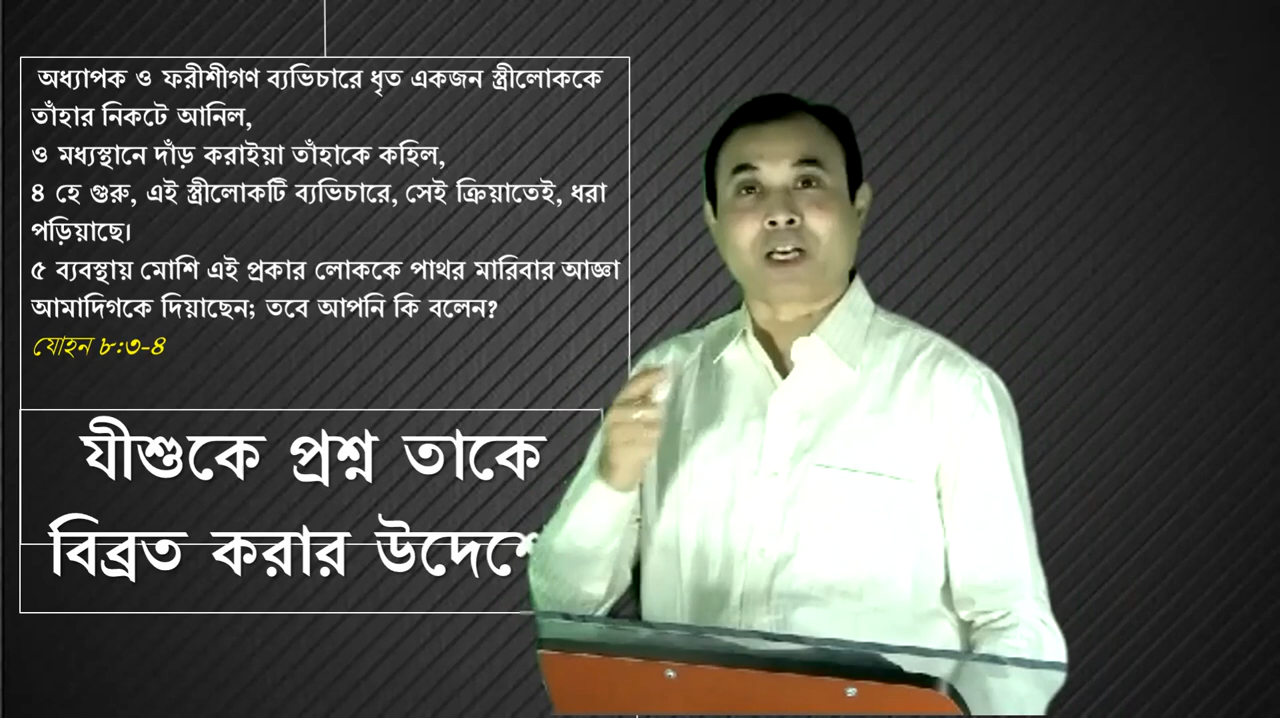 অধ্যাপক ও ফরীশীগণ ব্যভিচারে ধৃত একজন স্ত্রীলোককে
তাঁহার নিকটে আনিল,
ও মধ্যস্থানে দাঁড় করাইয়া তাঁহাকে কহিল,
৪ হে গুরু, এই স্ত্রীলোকটি ব্যভিচারে, সেই ক্রিয়াতেই, ধরা
পড়িয়াছে।
৫ ব্যবস্থায় মোশি এই প্রকার লোককে পাথর মারিবার আজ্ঞা
আমাদিগকে দিয়াছেন; তবে আপনি কি বলেন?
যোহন ৮:৩-৪
যীশুকে প্রশ্ন তাকে
বিব্রত করার